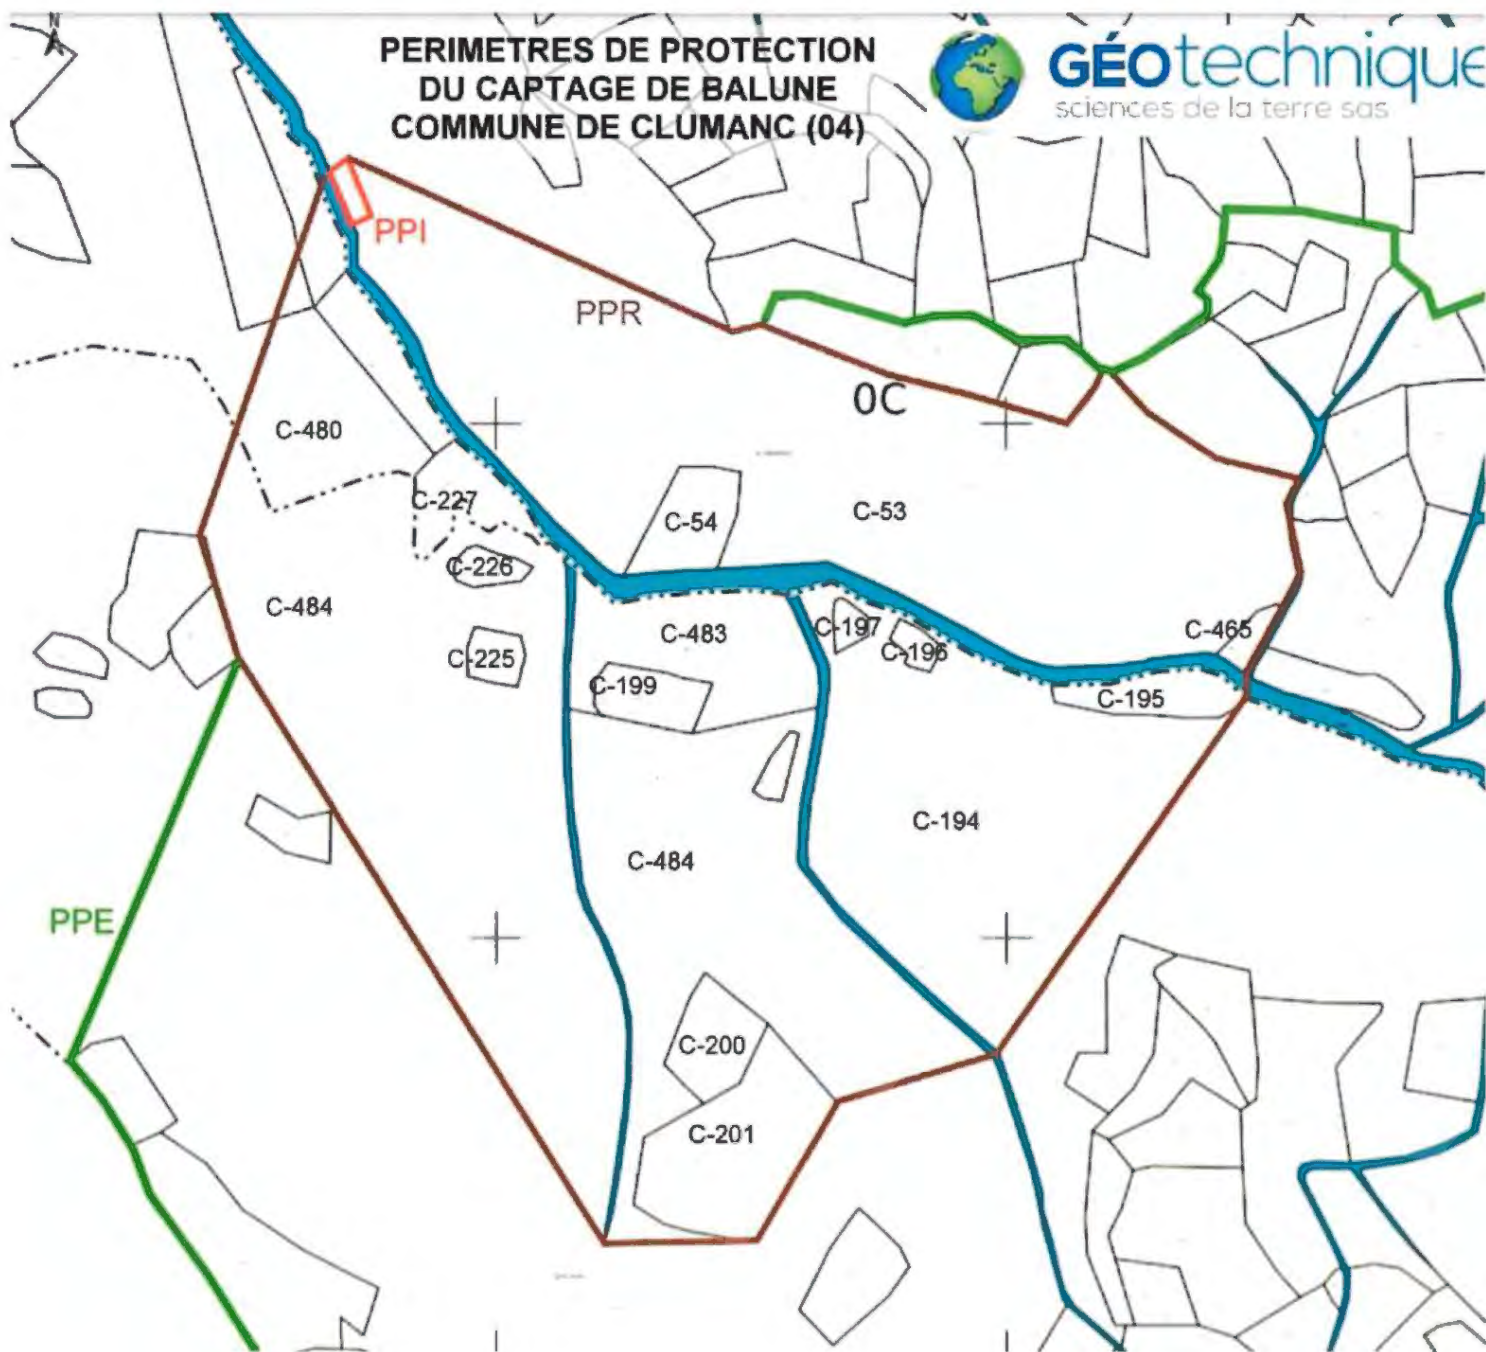 N
PERIMETRES DE PROTECTION
DU CAPTAGE DE BALUNE
COMMUNE DE CLUMANC (04)
GÉOtechnique
sciences de la terre sas
PPI
PPR
0C
C-480
C-227
C-54
C-53
C-226
C-484
C-483
C-197
C-196
C-465
C-225
C-199
C-195
C-194
C-484
PPE
C-200
C-201